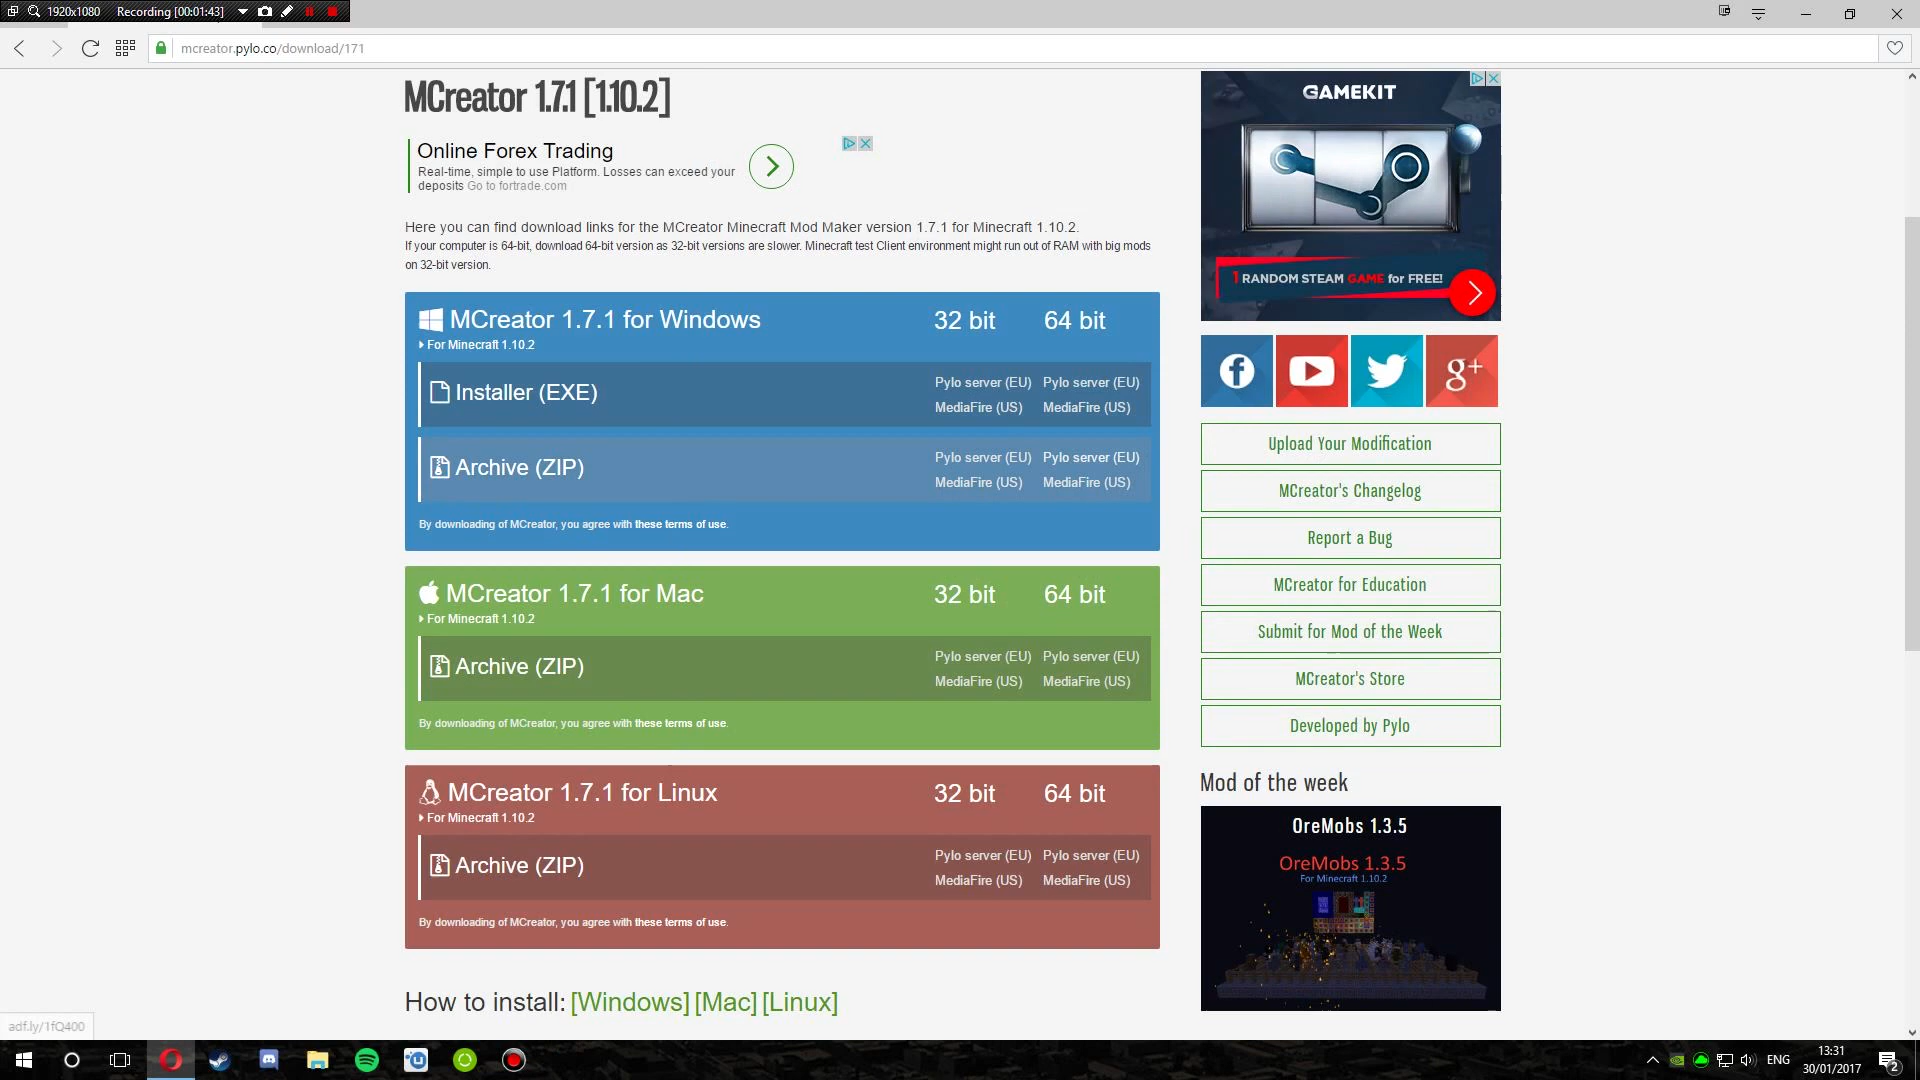 1920x1080 Recording [00:01:43]
mcreator.pylo.co/download/171
MCreator 1.7.1 [1.10.2]
Online Forex Trading
Real-time, simple to use Platform. Losses can exceed your
deposits Go to fortrade.com
Here you can find download links for the MCreator Minecraft Mod Maker version 1.7.1 for Minecraft 1.10.2.
If your computer is 64-bit, download 64-bit version as 32-bit versions are slower. Minecraft test Client environment might run out of RAM with big mods
on 32-bit version.
MCreator 1.7.1 for Windows 32 bit 64 bit
For Minecraft 1.10.2
Installer (EXE)
Pylo server (EU) Pylo server (EU)
MediaFire (US) MediaFire (US)
Archive (ZIP)
Pylo server (EU) Pylo server (EU)
MediaFire (US) MediaFire (US)
By downloading of MCreator, you agree with these terms of use.
MCreator 1.7.1 for Mac 32 bit 64 bit
For Minecraft 1.10.2
Archive (ZIP)
Pylo server (EU) Pylo server (EU)
MediaFire (US) MediaFire (US)
By downloading of MCreator, you agree with these terms of use.
MCreator 1.7.1 for Linux 32 bit 64 bit
For Minecraft 1.10.2
Archive (ZIP)
Pylo server (EU) Pylo server (EU)
MediaFire (US) MediaFire (US)
By downloading of MCreator, you agree with these terms of use.
How to install: [Windows] [Mac] [Linux]
GAMEKIT
1 RANDOM STEAM GAME for FREE!
g+
Upload Your Modification
MCreator's Changelog
Report a Bug
MCreator for Education
Submit for Mod of the Week
MCreator's Store
Developed by Pylo
Mod of the week
OreMobs 1.3.5
OreMobs 1.3.5
For Minecraft 1.10.2
adf.ly/1fQ400
ENG
13:31
30/01/2017
2